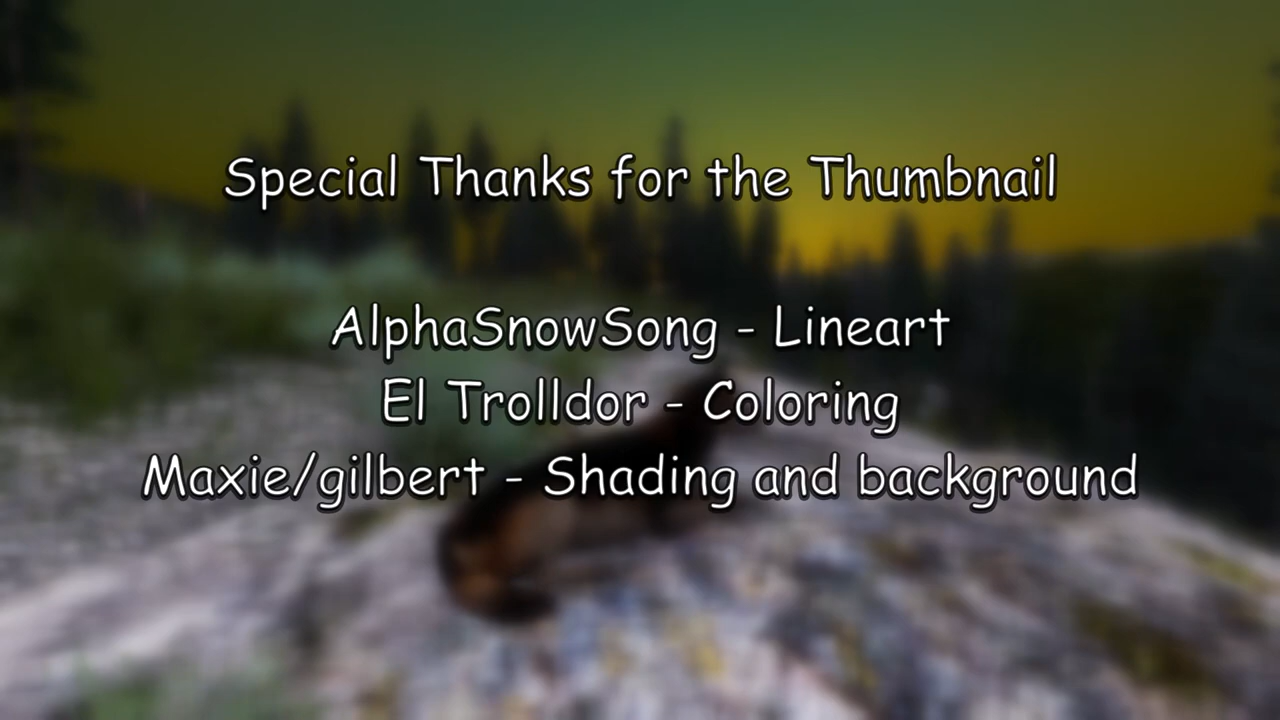 Special Thanks for the Thumbnail
AlphaSnowSong - Lineart
El Trolldor - Coloring
Maxie/gilbert - Shading and background